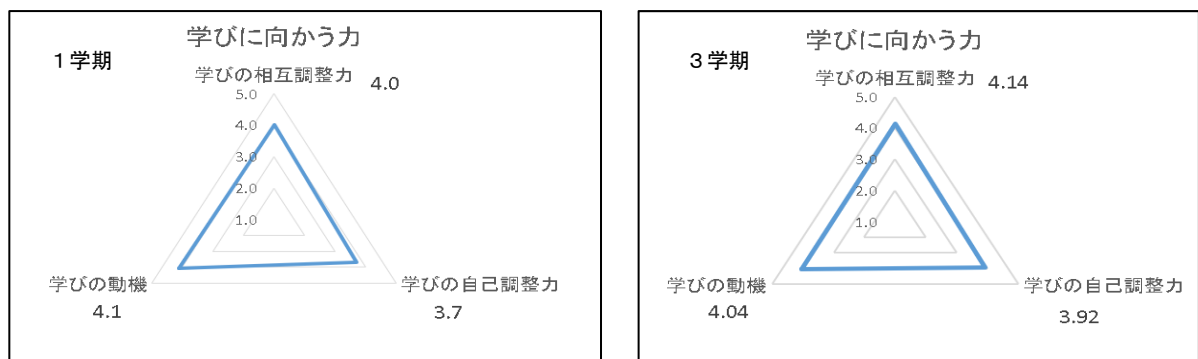 学びに向かう力
1学期
学びの相互調整力 4.0
5.0
4.0
3.0
2.0
1.0
学びの動機
4.1
学びの自己調整力
3.7
学びに向かう力
3学期
学びの相互調整力 4.14
5.0
4.0
3.0
2.0
1.0
学びの動機
4.04
学びの自己調整力
3.92